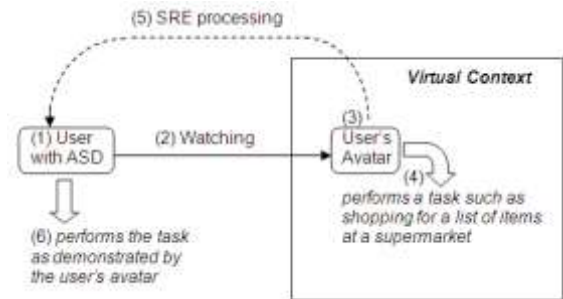 (5) SRE processing
Virtual Context
(1) User
with ASD
(2) Watching
(3)
User's
Avatar
(4)
performs a task such as
shopping for a list of items
at a supermarket
(6) performs the task
as demonstrated by
the user's avatar